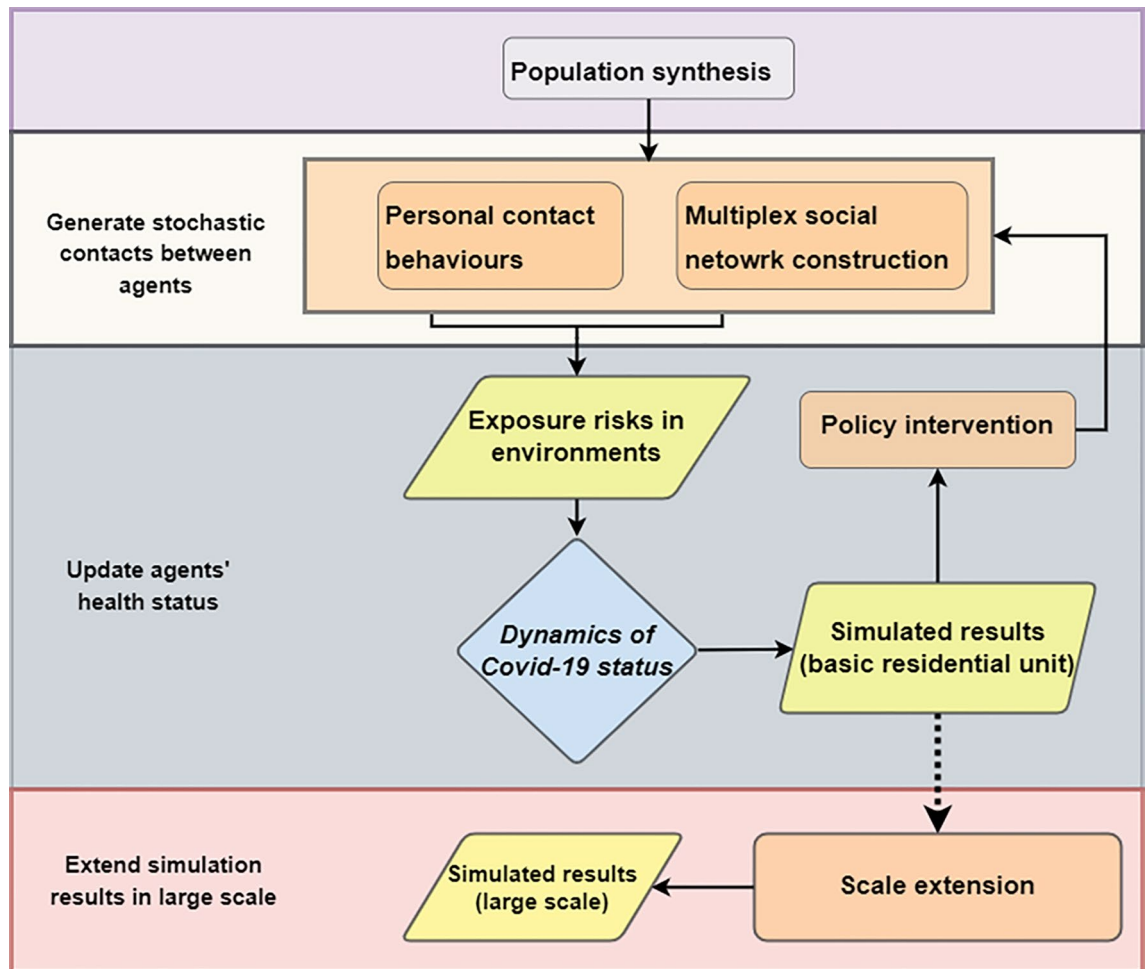 Population synthesis
Generate stochastic
contacts between
agents
Personal contact
behaviours
Multiplex social
netowrk construction
Exposure risks in
environments
Policy intervention
Update agents'
health status
Dynamics of
Covid-19 status
Simulated results
(basic residential unit)
Extend simulation
results in large scale
Simulated results
(large scale)
Scale extension